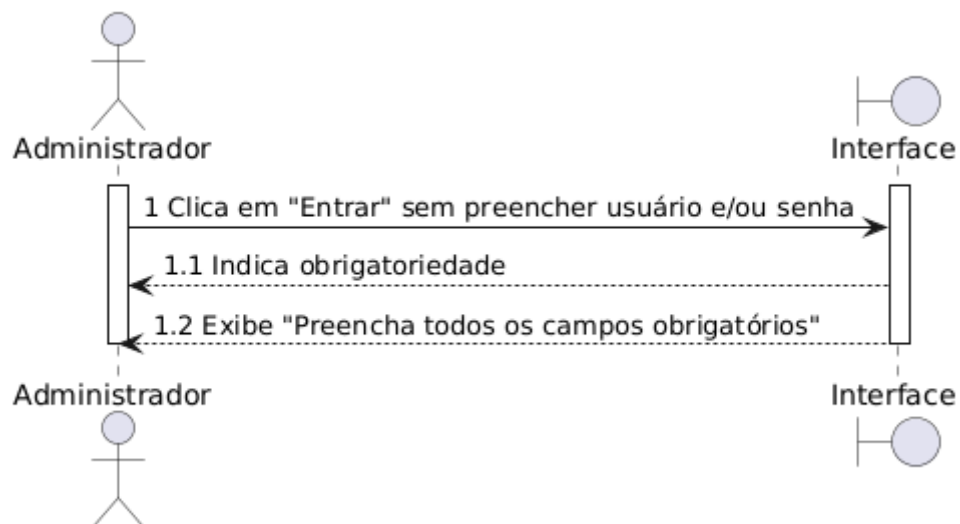 Administrador
Interface
1 Clica em "Entrar" sem preencher usuário e/ou senha
1.1 Indica obrigatoriedade
1.2 Exibe "Preencha todos os campos obrigatórios"
Administrador
Interface